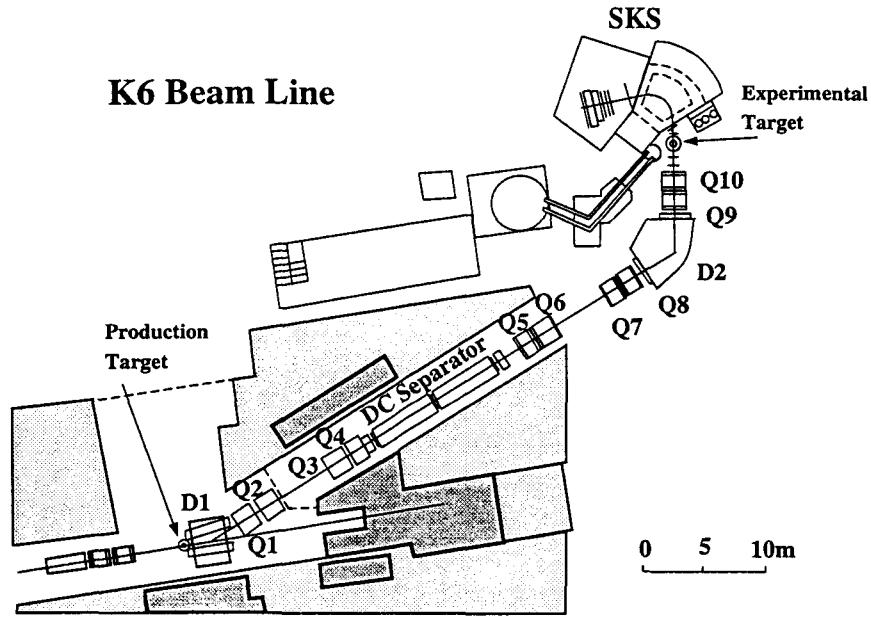 SKS
K6 Beam Line
Experimental
Target
Q10
Q9
D2
Q8
Q7
Q6
Q5
DC Separator
Production
Target
Q4
Q3
Q2
D1
Q1
0 5 10m